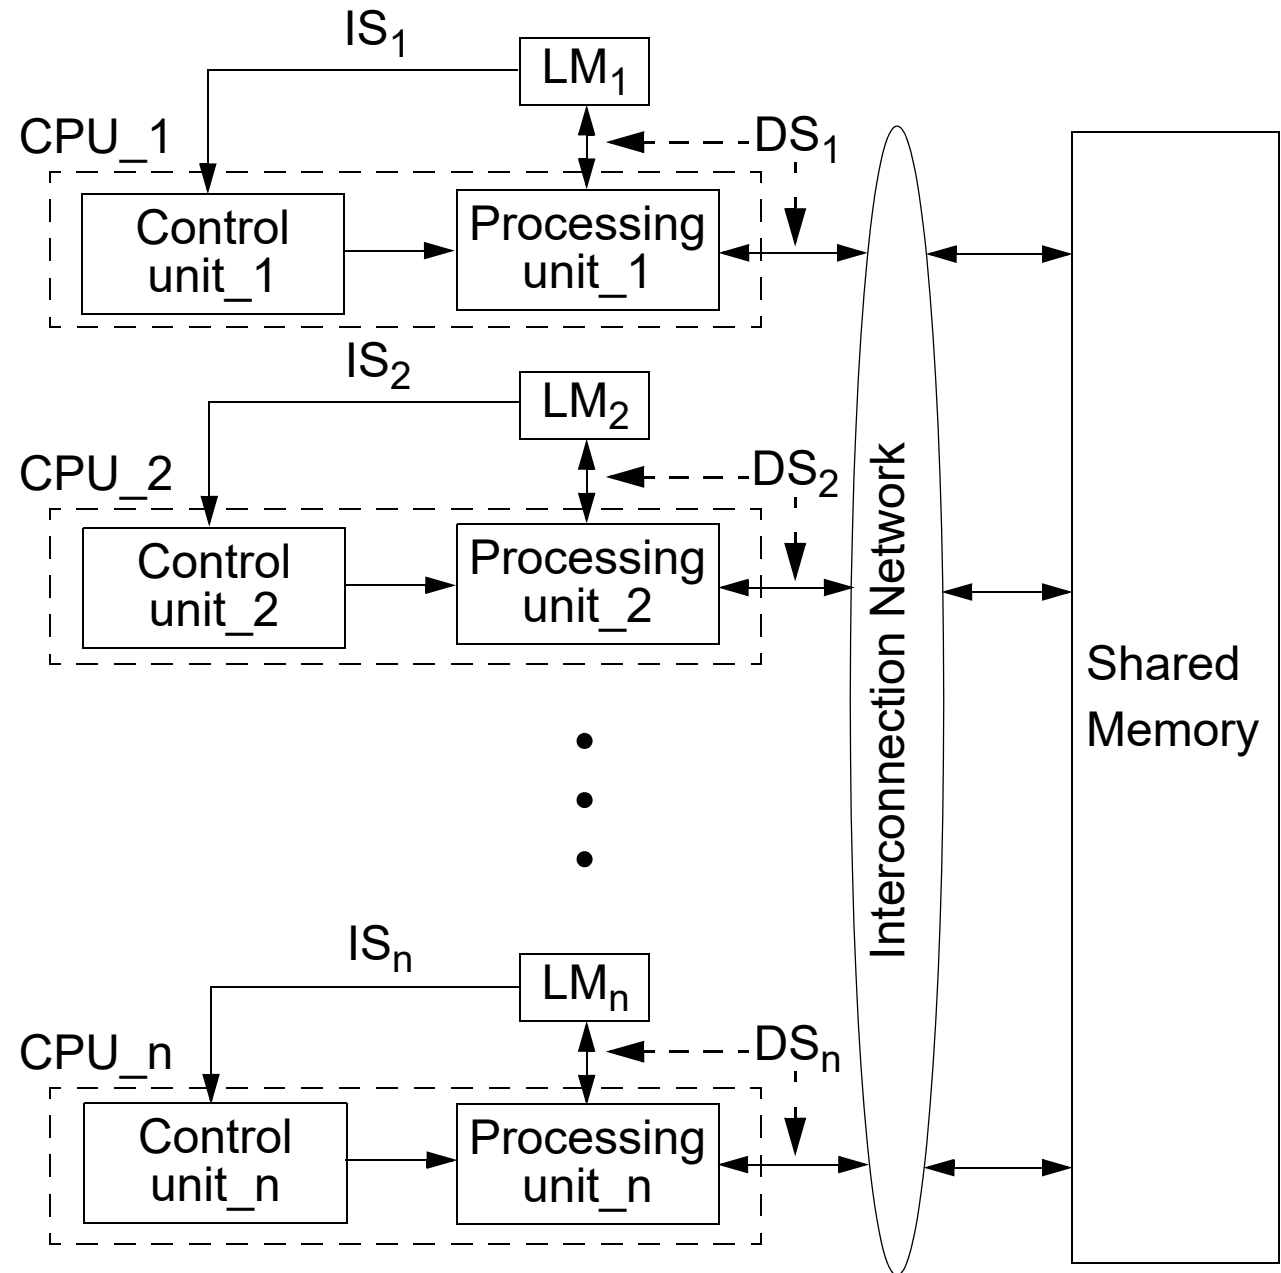 IS1
LM1
CPU_1
DS1
Control
unit_1
Processing
unit_1
IS2
LM2
CPU_2
DS2
Control
unit_2
Processing
unit_2
Interconnection Network
Shared
Memory
ISn
LMn
CPU_n
DSn
Control
unit_n
Processing
unit_n